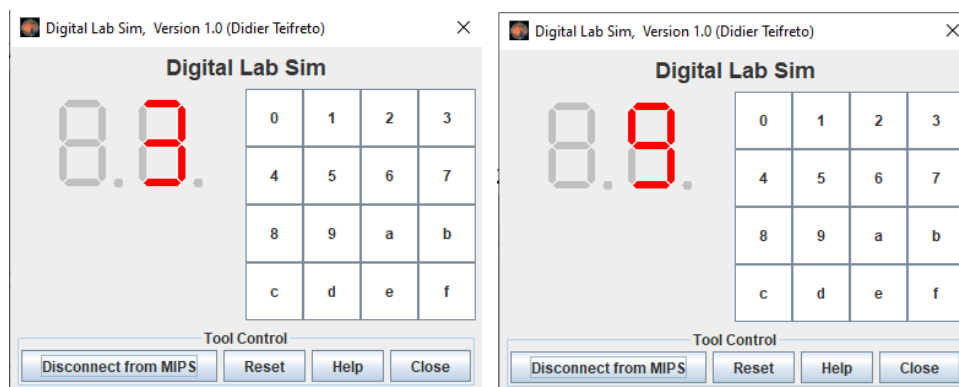 Digital Lab Sim, Version 1.0 (Didier Teifreto)
Digital Lab Sim
3
0 1 2 3
4 5 6 7
8 9 a b
c d e f
Tool Control
Disconnect from MIPS Reset Help Close
Digital Lab Sim, Version 1.0 (Didier Teifreto)
Digital Lab Sim
9
0 1 2 3
4 5 6 7
8 9 a b
c d e f
Tool Control
Disconnect from MIPS Reset Help Close